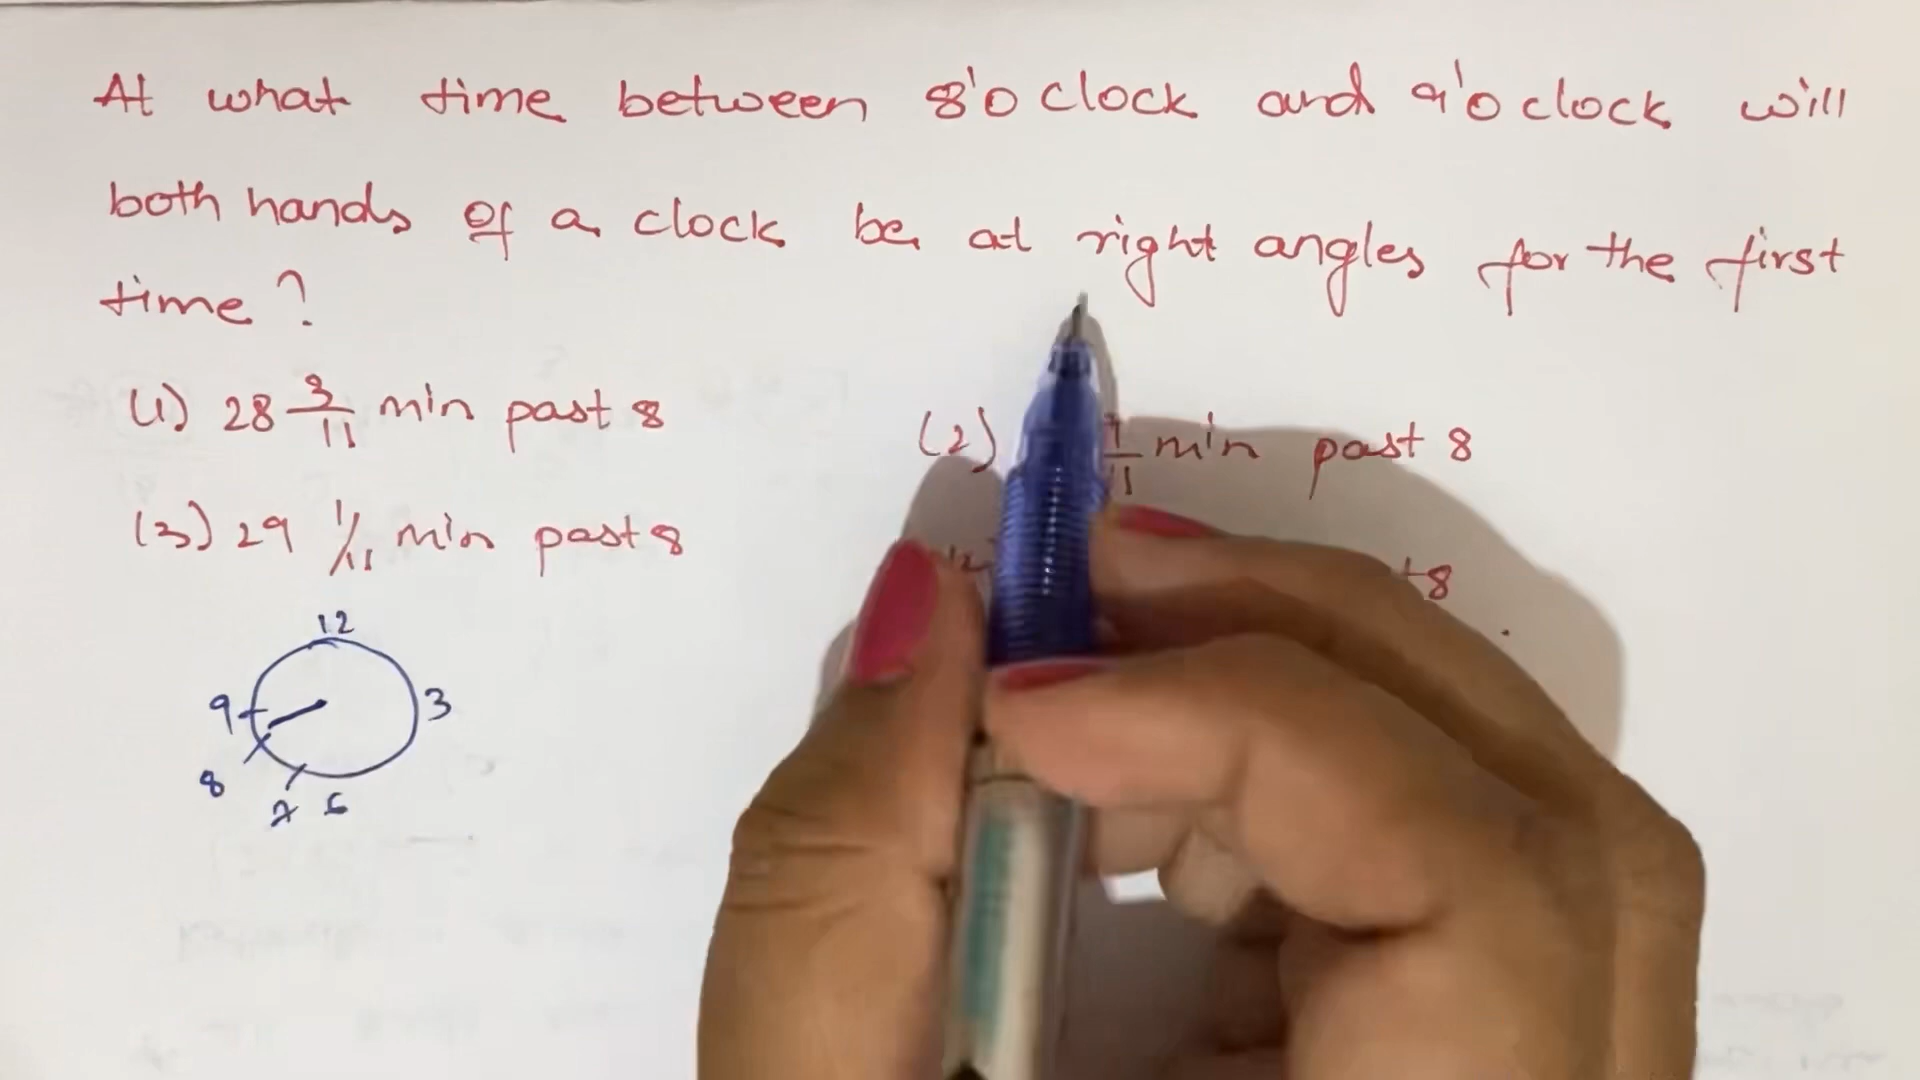 At what time between 8'o clock and 9'o clock will
both hands of a clock be at right angles for the first
time?
(1) 28 3/11 min past 8
(2) min past 8
(3) 29 1/11 min past 8
8
12
9
3
8
7 6